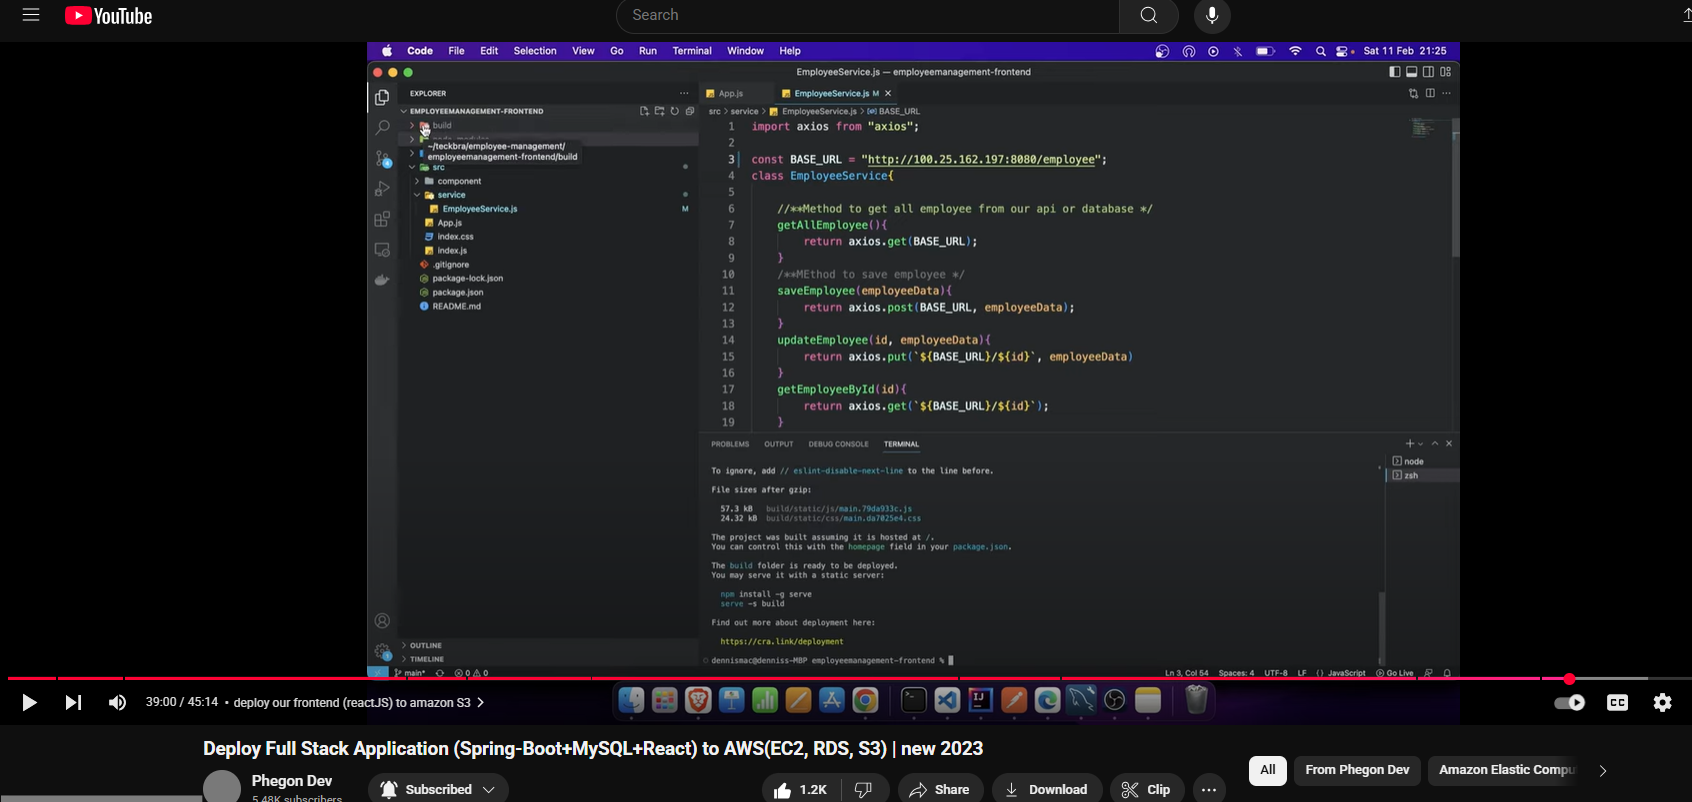 YouTube
Search
Code File Edit Selection View Go Run Terminal Window Help
Sat 11 Feb 21:25
EmployeeService.js — employeemanagement-frontend
EXPLORER
EMPLOYEEMANAGEMENT-FRONTEND
build
~/teckbra/employee-management/
employeemanagement-frontend/build
src
component
service
EmployeeService.js M
App.js
index.css
index.js
.gitignore
package-lock.json
package.json
README.md
OUTLINE
TIMELINE
App.js
EmployeeService.js M
src > service > EmployeeService.js > BASE_URL
1 import axios from "axios";
2
3 const BASE_URL = "http://100.25.162.197:8080/employee";
4 class EmployeeService{
5
6 //**Method to get all employee from our api or database */
7 getAllEmployee(){
8 return axios.get(BASE_URL);
9 }
10 /**MEthod to save employee */
11 saveEmployee(employeeData){
12 return axios.post(BASE_URL, employeeData);
13 }
14 updateEmployee(id, employeeData){
15 return axios.put(`${BASE_URL}/${id}`, employeeData)
16 }
17 getEmployeeById(id){
18 return axios.get(`${BASE_URL}/${id}`);
19 }
PROBLEMS OUTPUT DEBUG CONSOLE TERMINAL
node
zsh
To ignore, add // eslint-disable-next-line to the line before.
File sizes after gzip:
57.3 kB build/static/js/main.79da933c.js
24.32 kB build/static/css/main.da7025e4.css
The project was built assuming it is hosted at /.
You can control this with the homepage field in your package.json.
The build folder is ready to be deployed.
You may serve it with a static server:
npm install -g serve
serve -s build
Find out more about deployment here:
https://cra.link/deployment
dennismac@denniss-MBP employeemanagement-frontend %
main* 0 0
Ln 3, Col 54 Spaces: 4 UTF-8 LF {} JavaScript Go Live
39:00 / 45:14 • deploy our frontend (reactJS) to amazon S3
CC
Deploy Full Stack Application (Spring-Boot+MySQL+React) to AWS(EC2, RDS, S3) | new 2023
Phegon Dev
5.48K subscribers
Subscribed
1.2K
Share
Download
Clip
All
From Phegon Dev
Amazon Elastic Compu